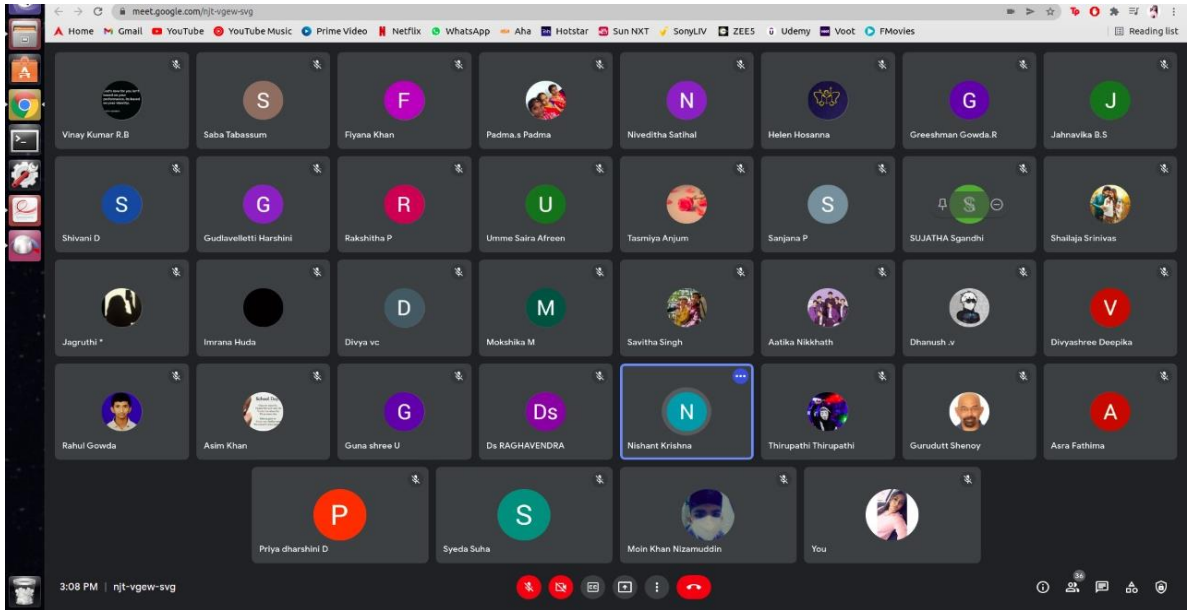 meet.google.com/njt-vgew-svg
Home Gmail YouTube YouTube Music Prime Video Netflix WhatsApp Aha Hotstar Sun NXT SonyLIV ZEE5 Udemy Voot FMovies Reading list
Vinay Kumar R.B S Saba Tabassum F Fiyana Khan Padma.s Padma N Niveditha Satihal Helen Hosanna G Greeshman Gowda.R J Jahnavika B.S
S Shivani D G Gudlavelletti Harshini R Rakshitha P U Umme Saira Afreen Tasmiya Anjum S Sanjana P S SUJATHA Sgandhi Shailaja Srinivas
Jagruthi * Imrana Huda D Divya vc M Mokshika M Savitha Singh Aatika Nikkhath Dhanush .v V Divyashree Deepika
Rahul Gowda Asim Khan G Guna shree U Ds Ds RAGHAVENDRA N Nishant Krishna Thirupathi Thirupathi Gurudutt Shenoy A Asra Fathima
P Priya dharshini D S Syeda Suha Moin Khan Nizamuddin You
3:08 PM | njt-vgew-svg 36